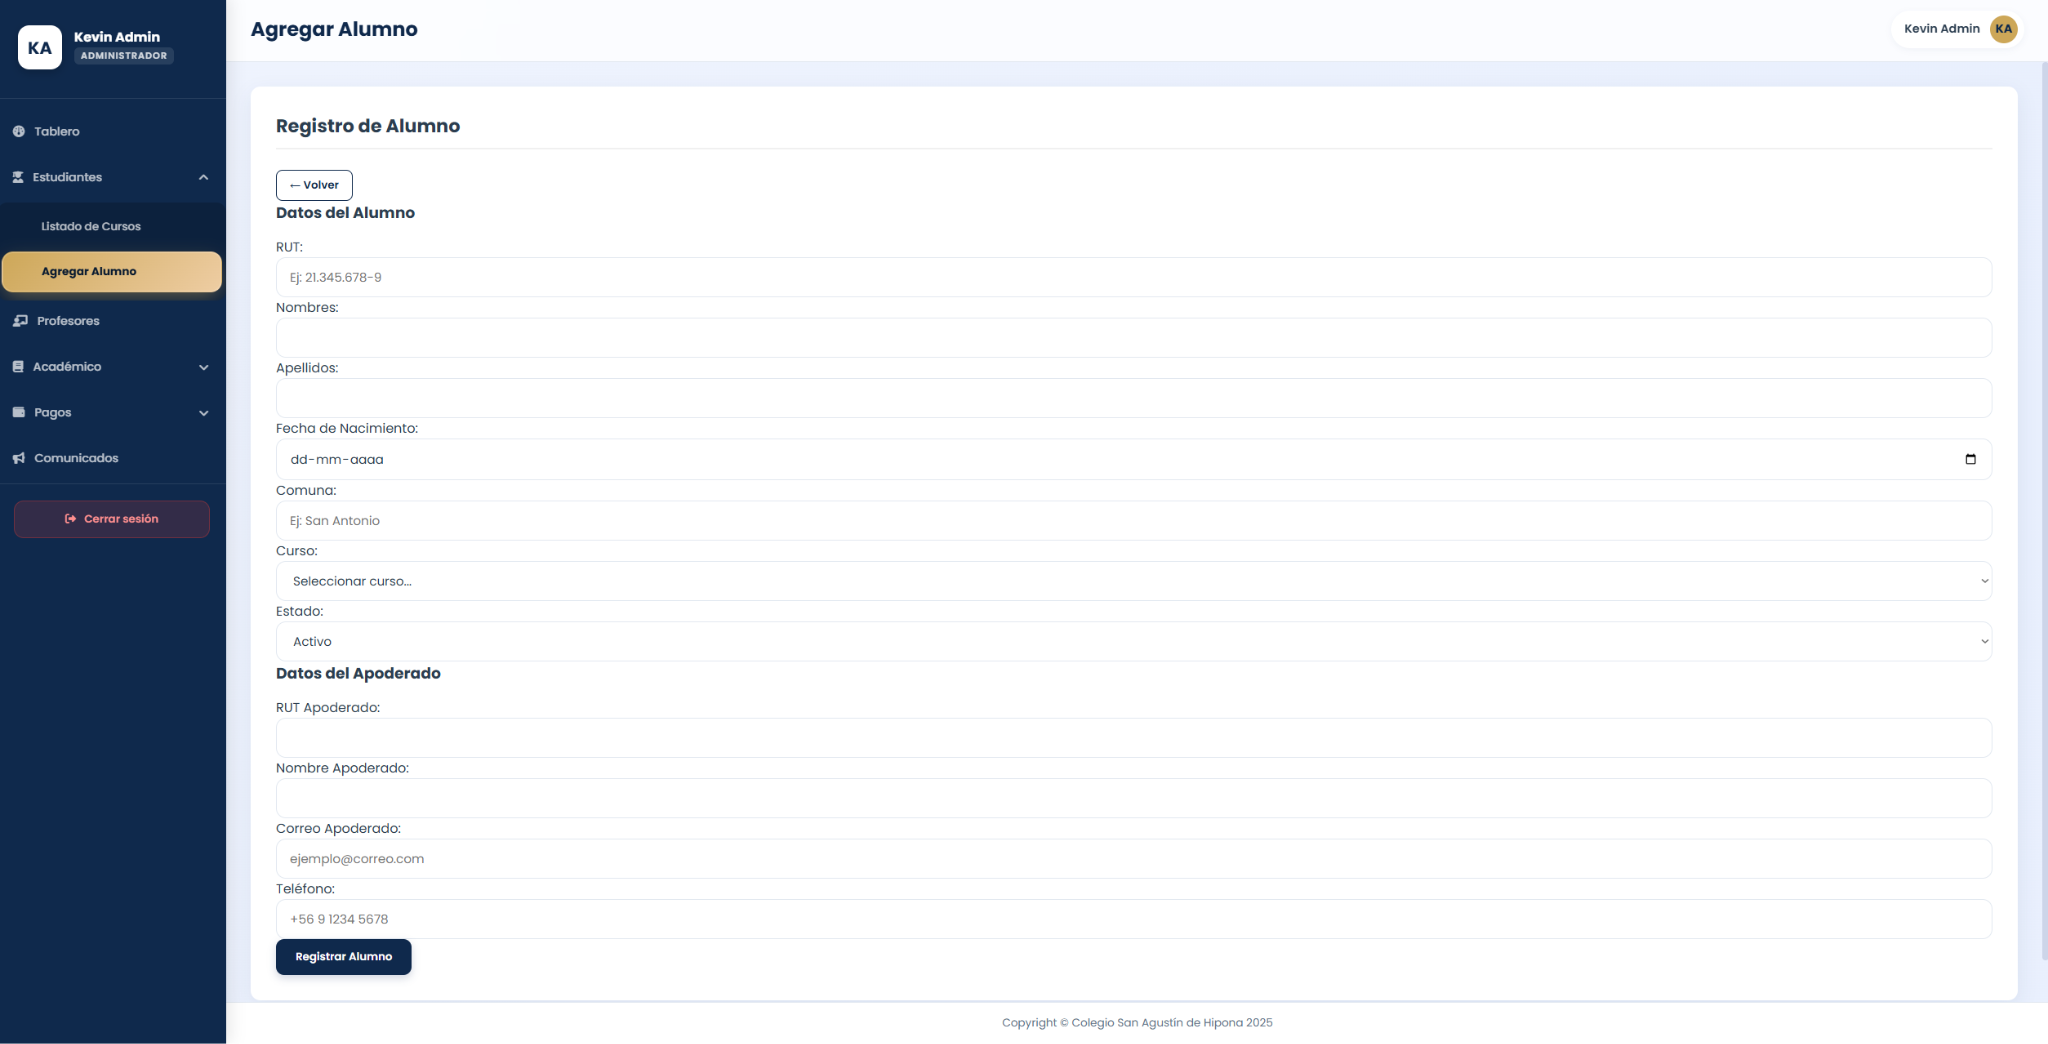 KA
Kevin Admin
ADMINISTRADOR
Tablero
Estudiantes
Listado de Cursos
Agregar Alumno
Profesores
Académico
Pagos
Comunicados
Cerrar sesión
Agregar Alumno
Kevin Admin KA
Registro de Alumno
← Volver
Datos del Alumno
RUT:
Ej: 21.345.678-9
Nombres:
Apellidos:
Fecha de Nacimiento:
dd-mm-aaaa
Comuna:
Ej: San Antonio
Curso:
Seleccionar curso...
Estado:
Activo
Datos del Apoderado
RUT Apoderado:
Nombre Apoderado:
Correo Apoderado:
ejemplo@correo.com
Teléfono:
+56 9 1234 5678
Registrar Alumno
Copyright © Colegio San Agustín de Hipona 2025